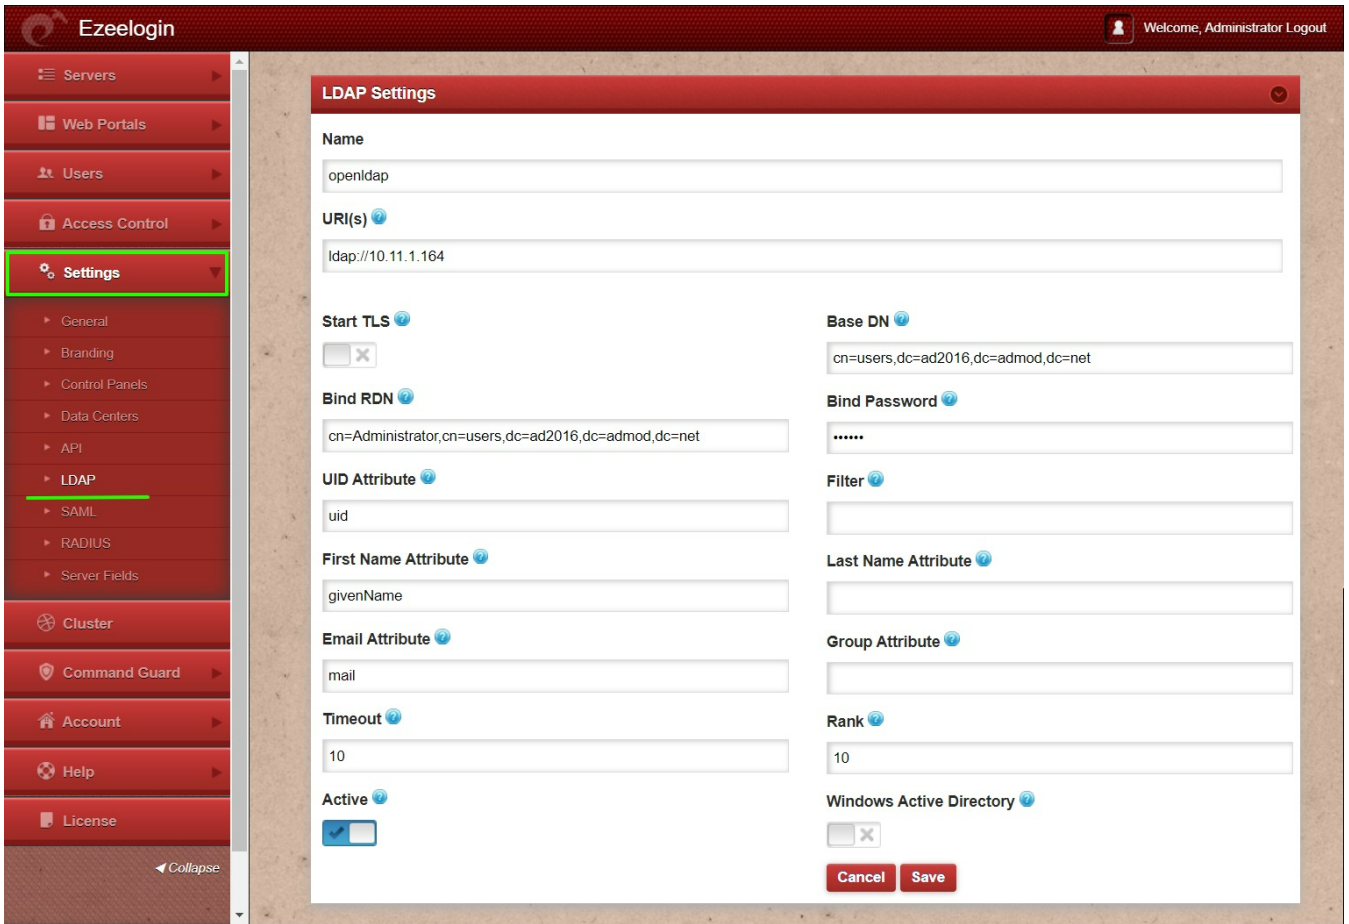 Ezeelogin
Welcome, Administrator Logout
Servers
Web Portals
Users
Access Control
Settings
General
Branding
Control Panels
Data Centers
API
LDAP
SAML
RADIUS
Server Fields
Cluster
Command Guard
Account
Help
License
Collapse
LDAP Settings
Name
openldap
URI(s)
ldap://10.11.1.164
Start TLS
Base DN
cn=users,dc=ad2016,dc=admod,dc=net
Bind RDN
Bind Password
cn=Administrator,cn=users,dc=ad2016,dc=admod,dc=net
••••••
UID Attribute
Filter
uid
First Name Attribute
Last Name Attribute
givenName
Email Attribute
Group Attribute
mail
Timeout
Rank
10
10
Active
Windows Active Directory
Cancel
Save